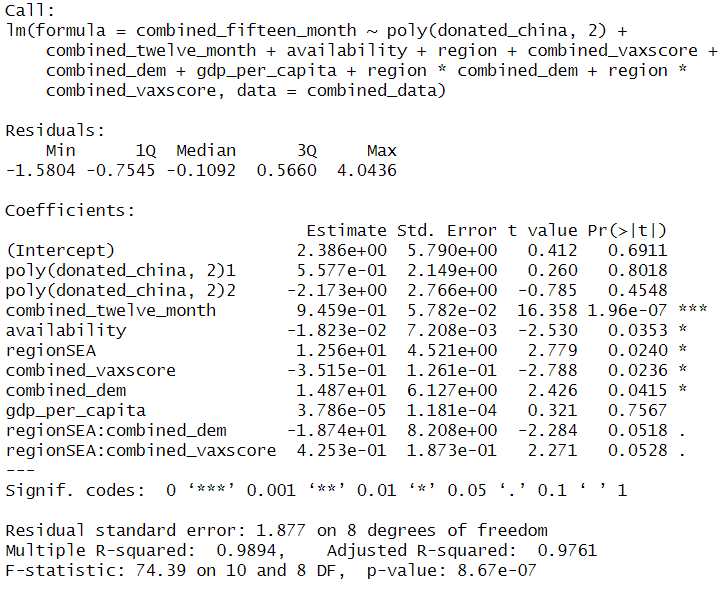 Call:
lm(formula = combined_fifteen_month ~ poly(donated_china, 2) +
    combined_twelve_month + availability + region + combined_vaxscore +
    combined_dem + gdp_per_capita + region * combined_dem + region *
    combined_vaxscore, data = combined_data)

Residuals:
    Min      1Q  Median      3Q     Max
-1.5804 -0.7545 -0.1092  0.5660  4.0436

Coefficients:
                              Estimate Std. Error t value Pr(>|t|)
(Intercept)                  2.386e+00  5.790e+00   0.412   0.6911
poly(donated_china, 2)1      5.577e-01  2.149e+00   0.260   0.8018
poly(donated_china, 2)2     -2.173e+00  2.766e+00  -0.785   0.4548
combined_twelve_month        9.459e-01  5.782e-02  16.358 1.96e-07 ***
availability                -1.823e-02  7.208e-03  -2.530   0.0353 *
regionSEA                    1.256e+01  4.521e+00   2.779   0.0240 *
combined_vaxscore           -3.515e-01  1.261e-01  -2.788   0.0236 *
combined_dem                 1.487e+01  6.127e+00   2.426   0.0415 *
gdp_per_capita               3.786e-05  1.181e-04   0.321   0.7567
regionSEA:combined_dem      -1.874e+01  8.208e+00  -2.284   0.0518 .
regionSEA:combined_vaxscore  4.253e-01  1.873e-01   2.271   0.0528 .
---
Signif. codes:  0 ‘***’ 0.001 ‘**’ 0.01 ‘*’ 0.05 ‘.’ 0.1 ‘ ’ 1

Residual standard error: 1.877 on 8 degrees of freedom
Multiple R-squared:  0.9894,    Adjusted R-squared:  0.9761
F-statistic: 74.39 on 10 and 8 DF,  p-value: 8.67e-07